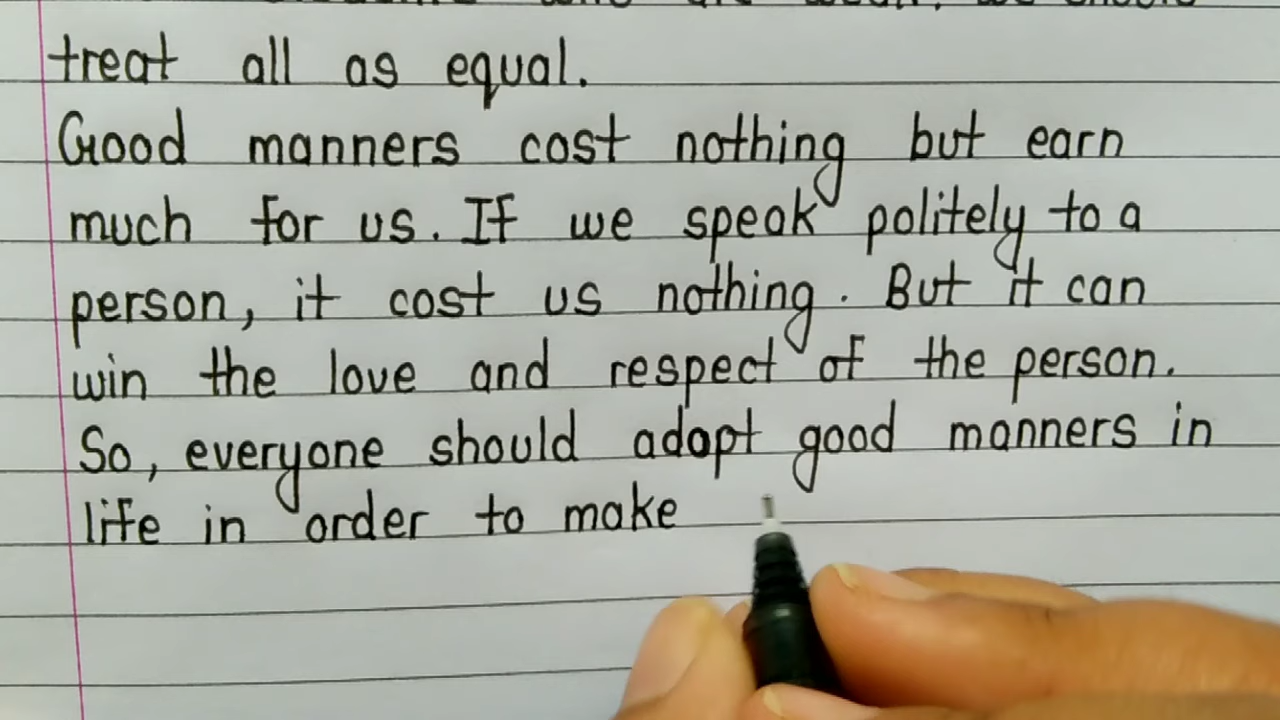 treat all as equal.
Good manners cost nothing but earn
much for us. If we speak politely to a
person, it cost us nothing. But it can
win the love and respect of the person.
So, everyone should adopt good manners in
life in order to make